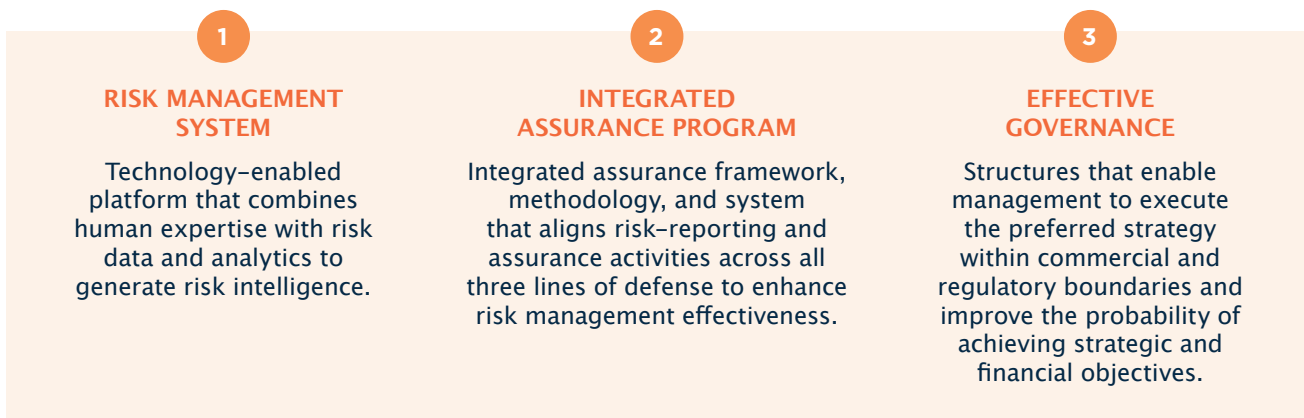 1
RISK MANAGEMENT
SYSTEM
Technology-enabled
platform that combines
human expertise with risk
data and analytics to
generate risk intelligence.
2
INTEGRATED
ASSURANCE PROGRAM
Integrated assurance framework,
methodology, and system
that aligns risk-reporting and
assurance activities across all
three lines of defense to enhance
risk management effectiveness.
3
EFFECTIVE
GOVERNANCE
Structures that enable
management to execute
the preferred strategy
within commercial and
regulatory boundaries and
improve the probability of
achieving strategic and
financial objectives.